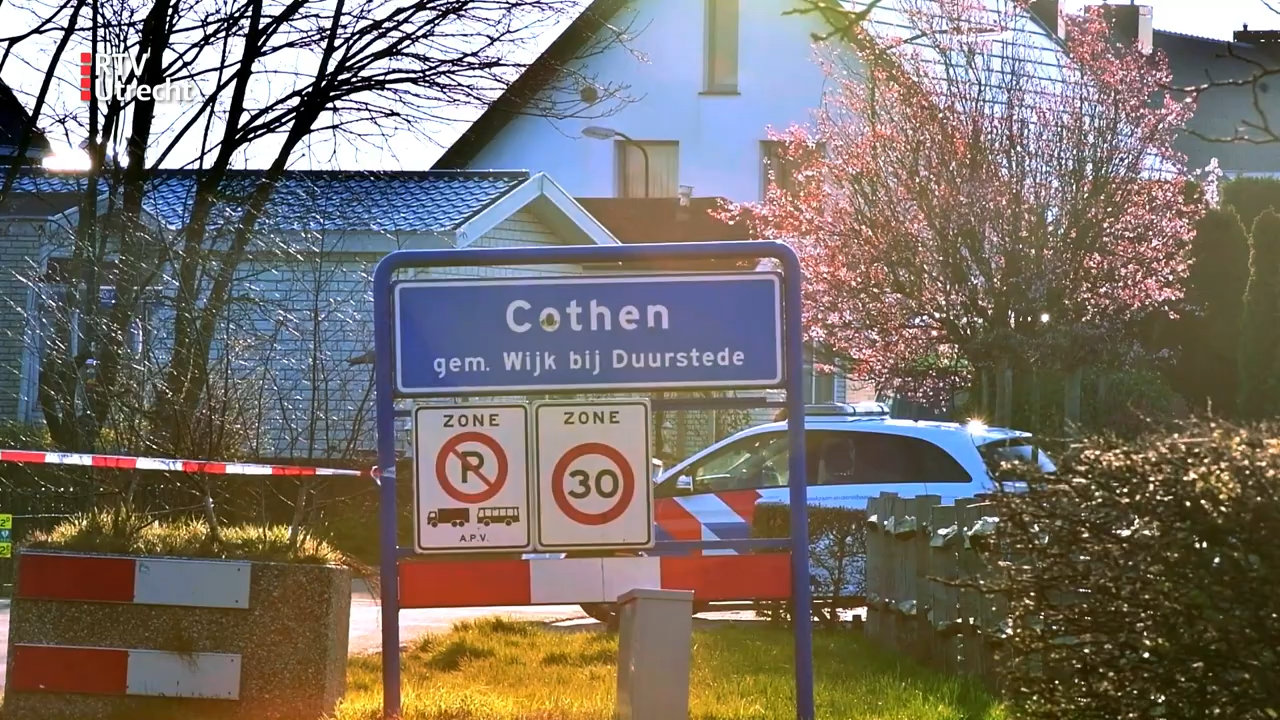 RTV
Utrecht
Cothen
gem. Wijk bij Duurstede
ZONE
P
A.P.V.
ZONE
30